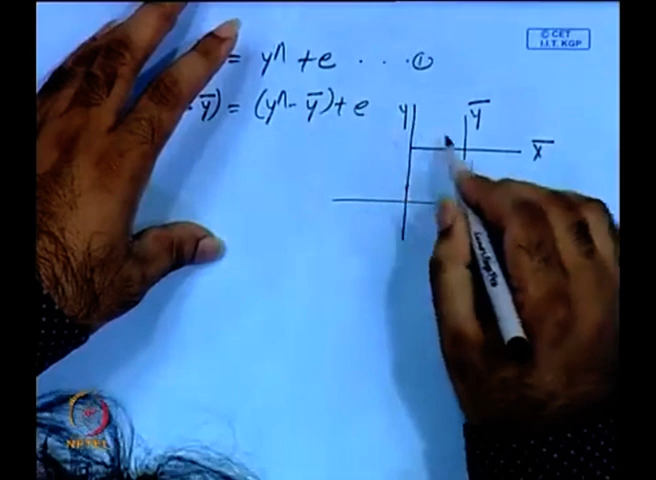 © CET
I.I.T. KGP
= y^ + e . . . ①
y̅) = (y^ - y̅) + e
y
y̅
x̅
NPTEL